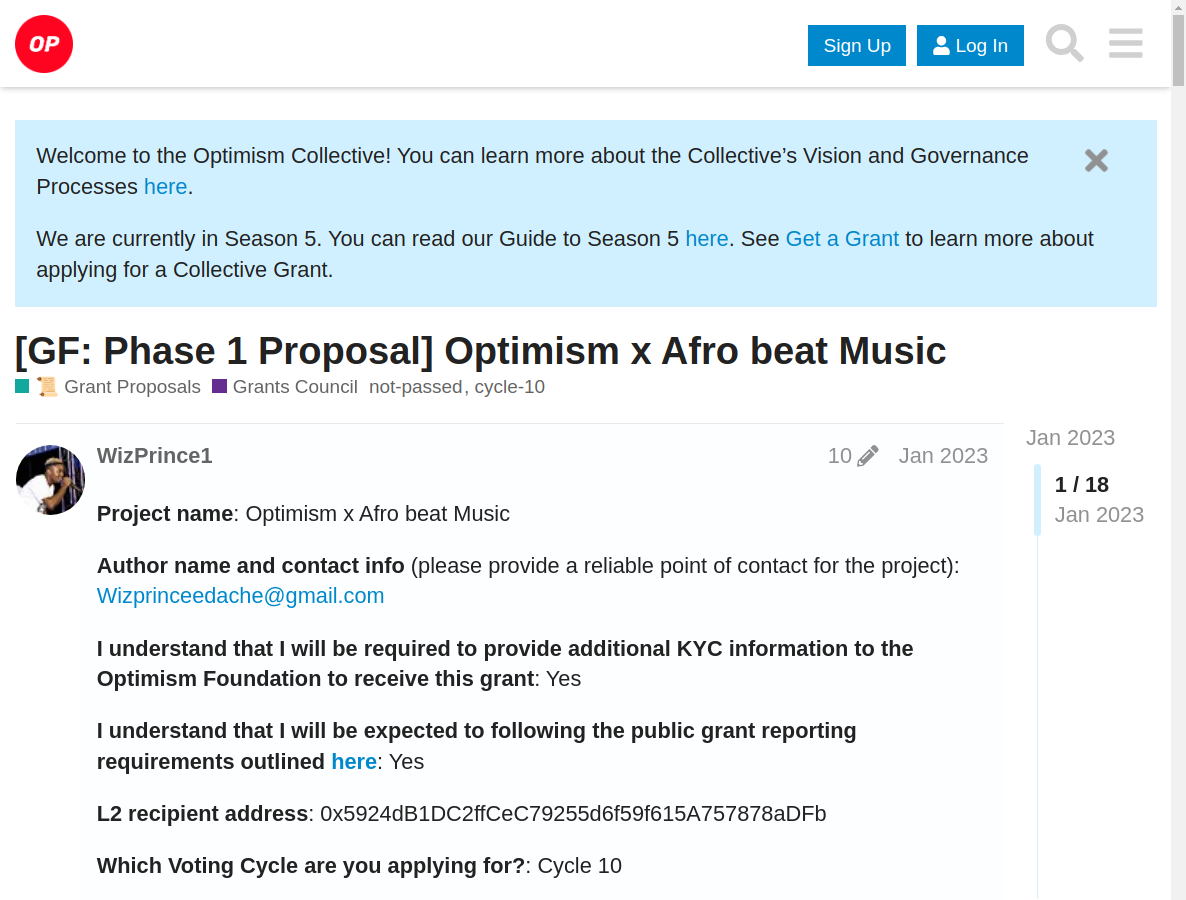 OP
Sign Up
Log In
Welcome to the Optimism Collective! You can learn more about the Collective’s Vision and Governance
Processes here.
We are currently in Season 5. You can read our Guide to Season 5 here. See Get a Grant to learn more about
applying for a Collective Grant.
[GF: Phase 1 Proposal] Optimism x Afro beat Music
Grant Proposals Grants Council not-passed, cycle-10
WizPrince1 10 Jan 2023
Jan 2023
1 / 18
Jan 2023
Project name: Optimism x Afro beat Music
Author name and contact info (please provide a reliable point of contact for the project):
Wizprinceedache@gmail.com
I understand that I will be required to provide additional KYC information to the
Optimism Foundation to receive this grant: Yes
I understand that I will be expected to following the public grant reporting
requirements outlined here: Yes
L2 recipient address: 0x5924dB1DC2ffCeC79255d6f59f615A757878aDFb
Which Voting Cycle are you applying for?: Cycle 10